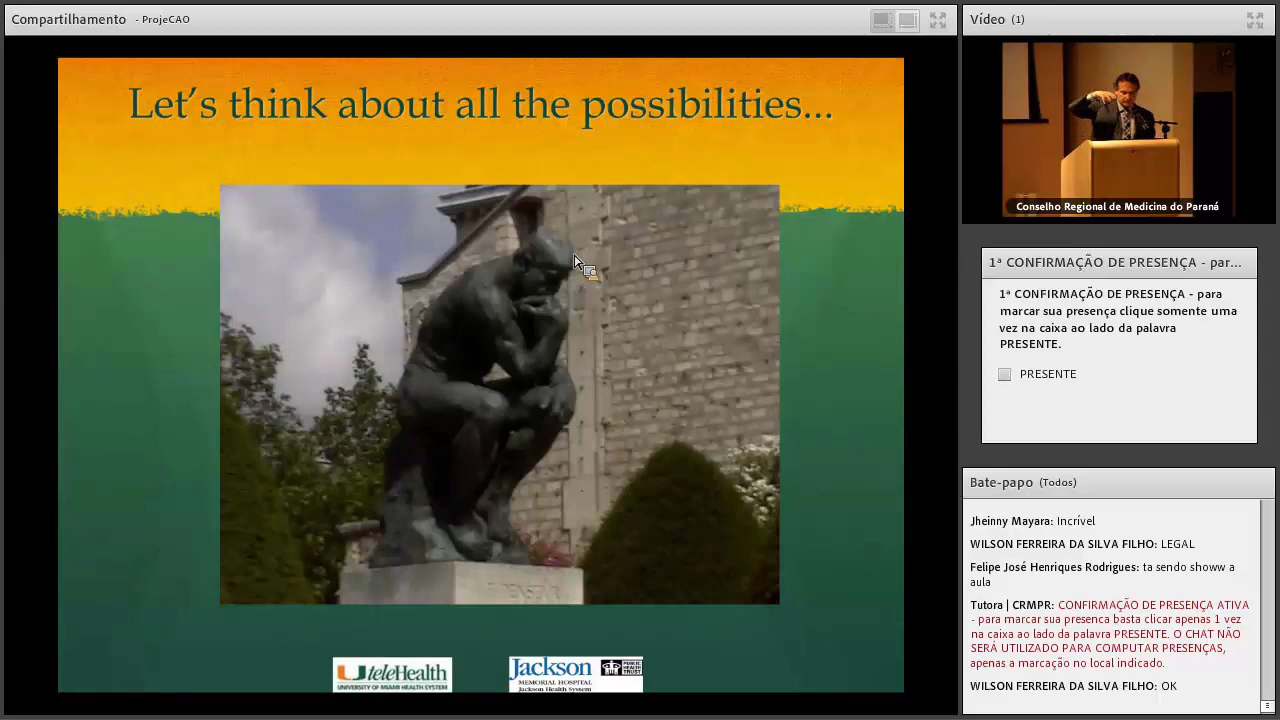 Compartilhamento - ProjeCAO
Let's think about all the possibilities...
U teleHealth
UNIVERSITY OF MIAMI HEALTH SYSTEM
Jackson
MEMORIAL HOSPITAL
Jackson Health System
PUBLIC
HEALTH
TRUST
Vídeo (1)
Conselho Regional de Medicina do Paraná
1ª CONFIRMAÇÃO DE PRESENÇA - par...
1ª CONFIRMAÇÃO DE PRESENÇA - para
marcar sua presença clique somente uma
vez na caixa ao lado da palavra
PRESENTE.
PRESENTE
Bate-papo (Todos)
Jheinny Mayara: Incrível
WILSON FERREIRA DA SILVA FILHO: LEGAL
Felipe José Henriques Rodrigues: ta sendo showw a
aula
Tutora | CRMPR: CONFIRMAÇÃO DE PRESENÇA ATIVA
- para marcar sua presenca basta clicar apenas 1 vez
na caixa ao lado da palavra PRESENTE. O CHAT NÃO
SERÁ UTILIZADO PARA COMPUTAR PRESENÇAS,
apenas a marcação no local indicado.
WILSON FERREIRA DA SILVA FILHO: OK